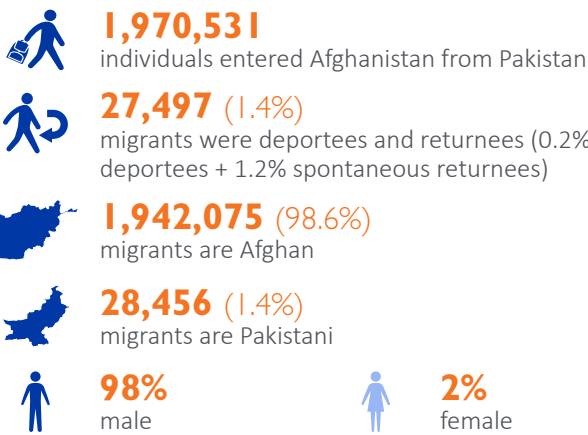 1,970,531
individuals entered Afghanistan from Pakistan
27,497 (1.4%)
migrants were deportees and returnees (0.2%
deportees + 1.2% spontaneous returnees)
1,942,075 (98.6%)
migrants are Afghan
28,456 (1.4%)
migrants are Pakistani
98% 2%
male female